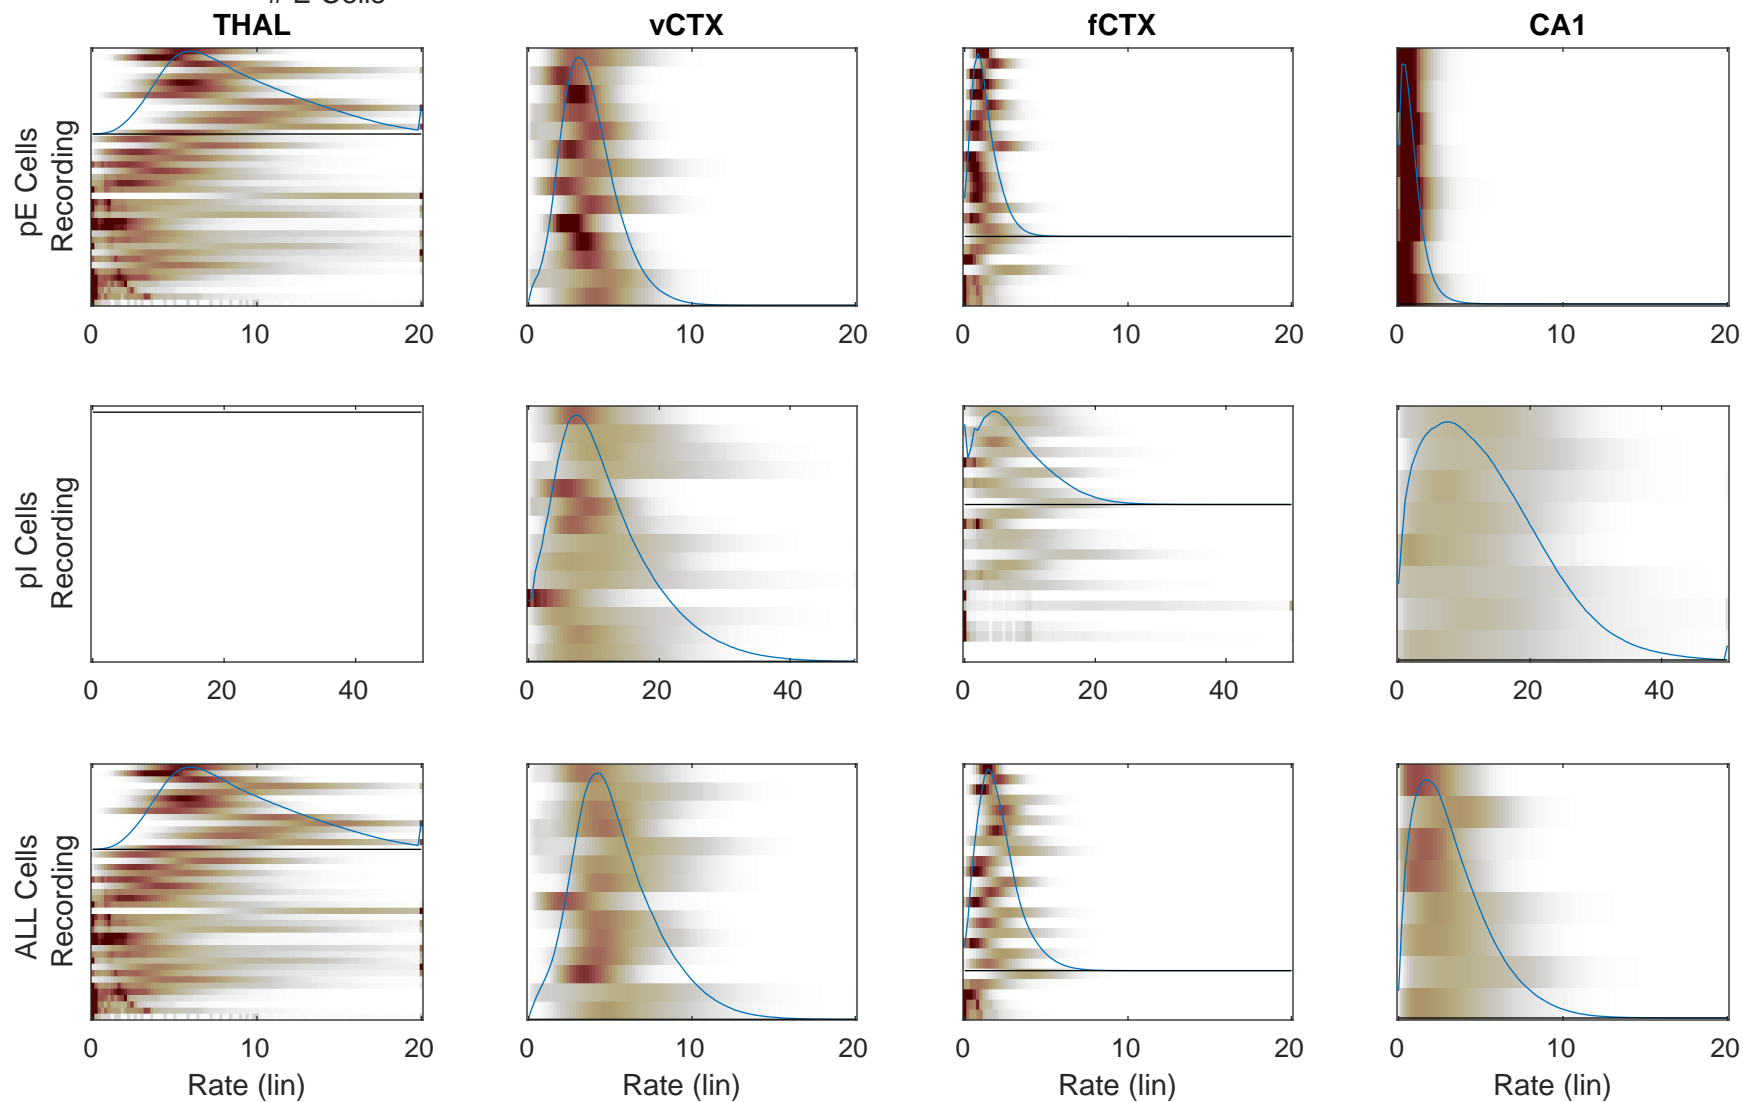 THAL vCTX fCTX CA1
pE Cells
Recording
0 10 20 0 10 20 0 10 20 0 10 20
pI Cells
Recording
0 20 40 0 20 40 0 20 40 0 20 40
ALL Cells
Recording
0 10 20 0 10 20 0 10 20 0 10 20
Rate (lin) Rate (lin) Rate (lin) Rate (lin)